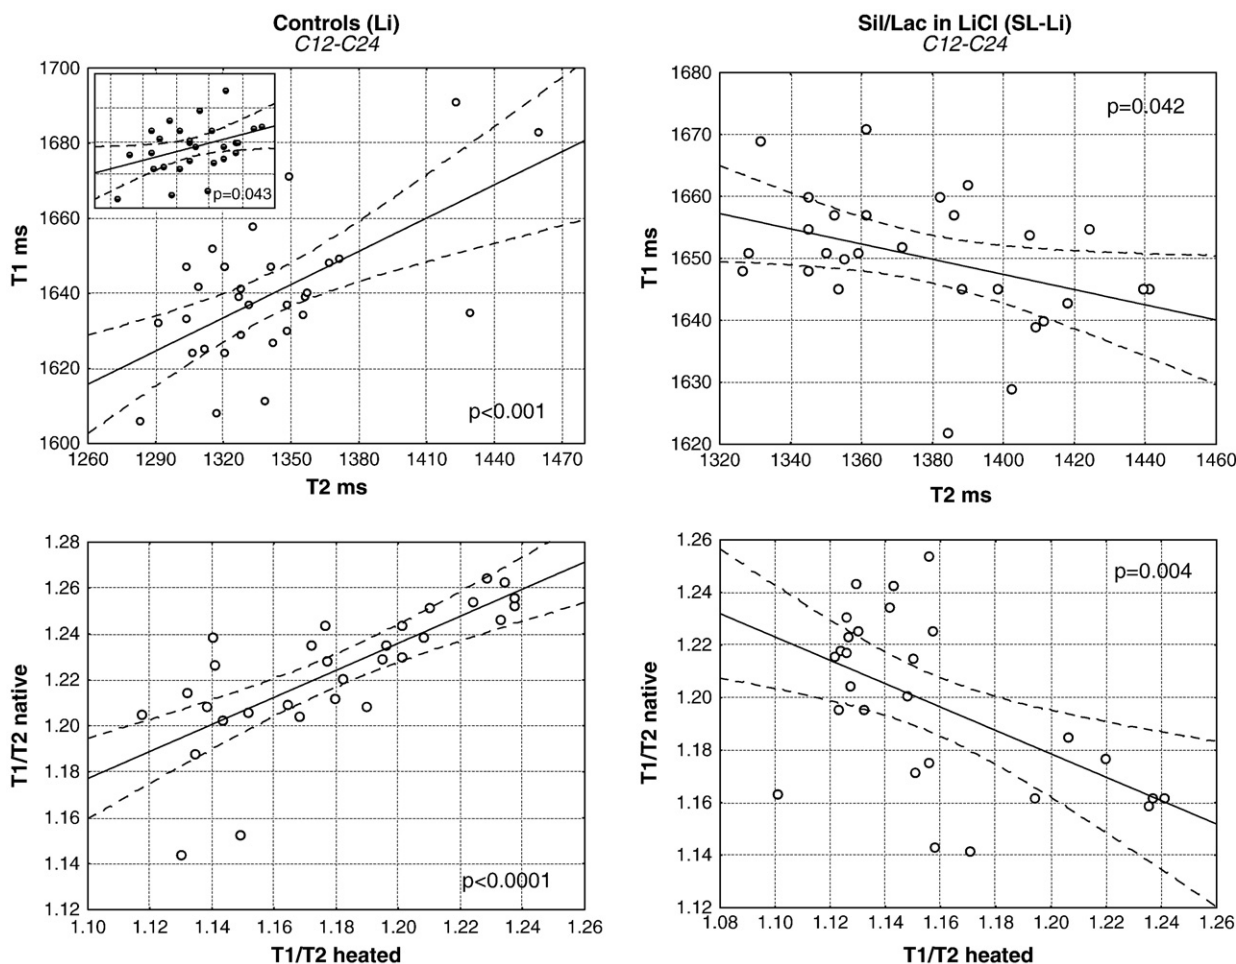 Controls (Li)
C12-C24
1700
1680
1660
1640
1620
1600
T1 ms
p=0.043
p<0.001
1260 1290 1320 1350 1380 1410 1440 1470
T2 ms
Sil/Lac in LiCl (SL-Li)
C12-C24
1680
1670
1660
1650
1640
1630
1620
T1 ms
p=0.042
1320 1340 1360 1380 1400 1420 1440 1460
T2 ms
1.28
1.26
1.24
1.22
1.20
1.18
1.16
1.14
1.12
T1/T2 native
p<0.0001
1.10 1.12 1.14 1.16 1.18 1.20 1.22 1.24 1.26
T1/T2 heated
1.26
1.24
1.22
1.20
1.18
1.16
1.14
1.12
T1/T2 native
p=0.004
1.08 1.10 1.12 1.14 1.16 1.18 1.20 1.22 1.24 1.26
T1/T2 heated